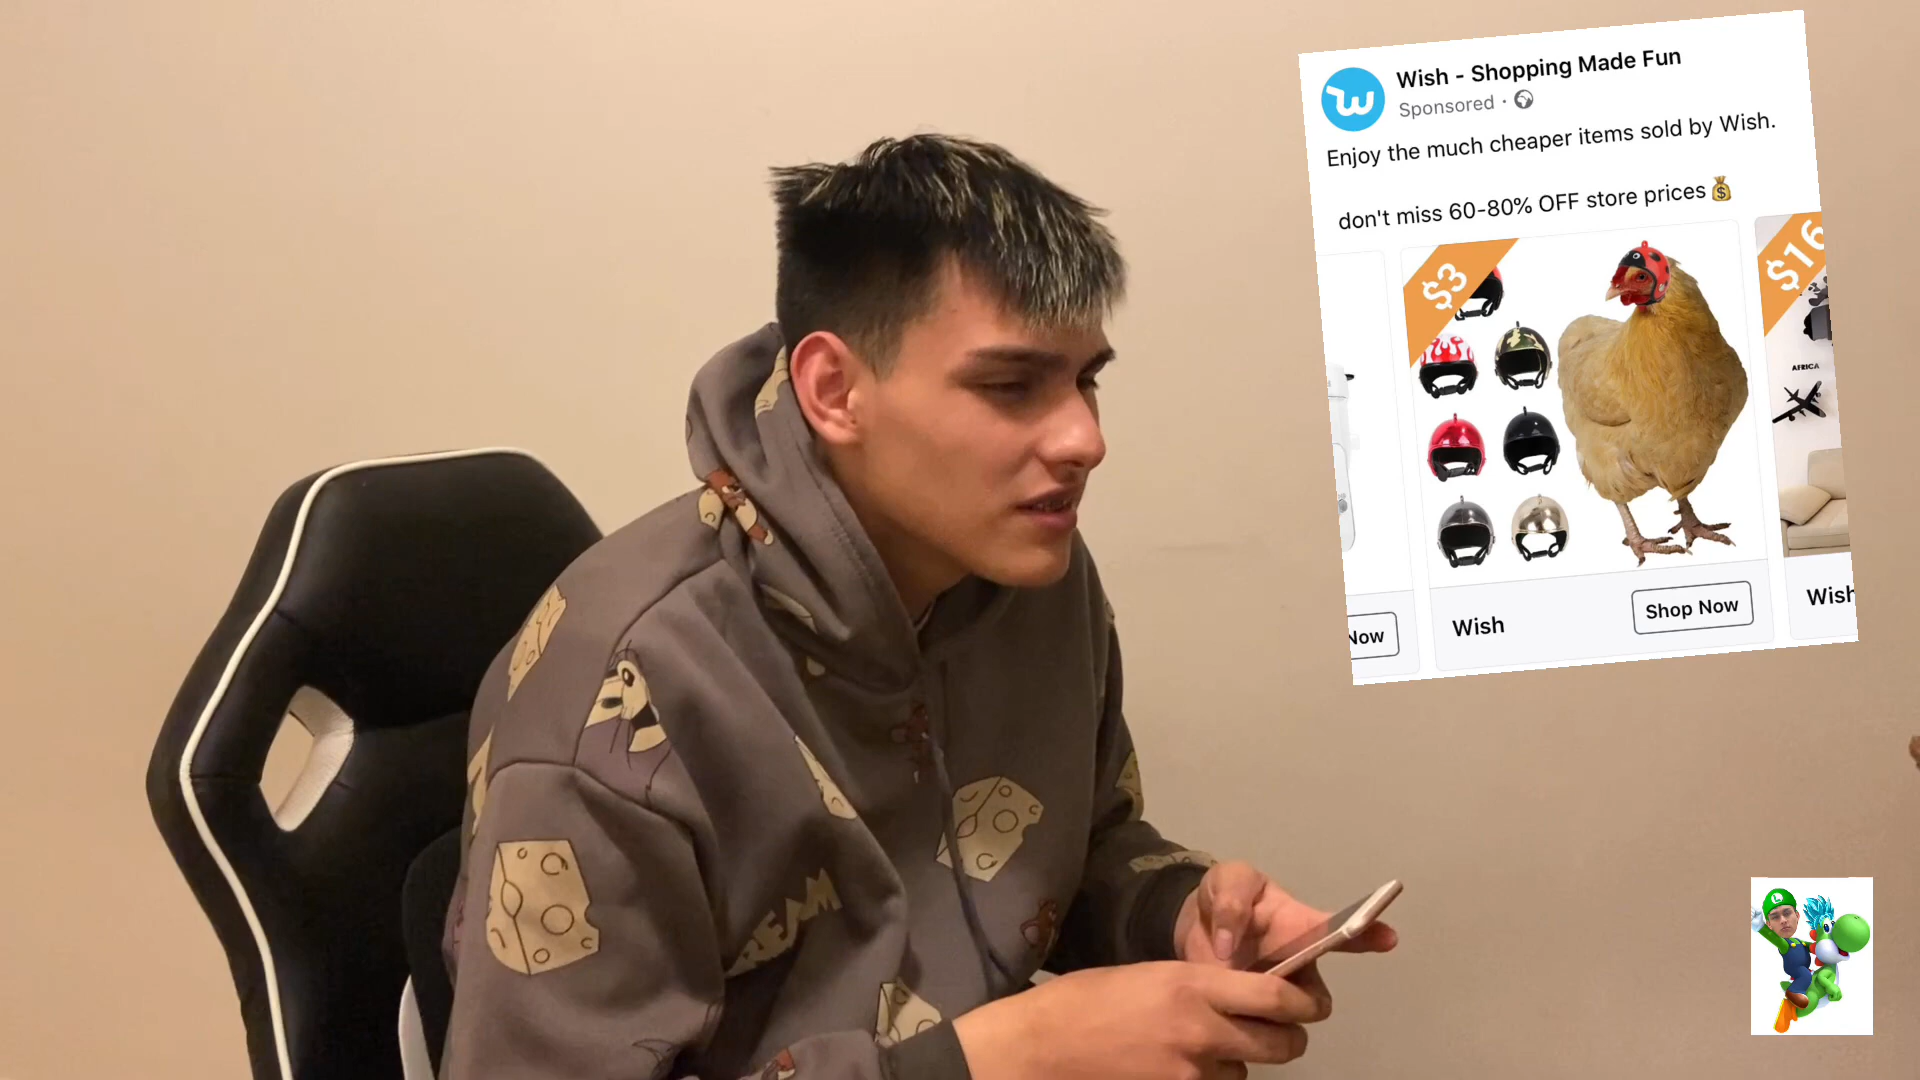 Wish - Shopping Made Fun
Sponsored ·
Enjoy the much cheaper items sold by Wish.
don't miss 60-80% OFF store prices💰
$3
$16
AFRICA
Now
Wish
Shop Now
Wish
L